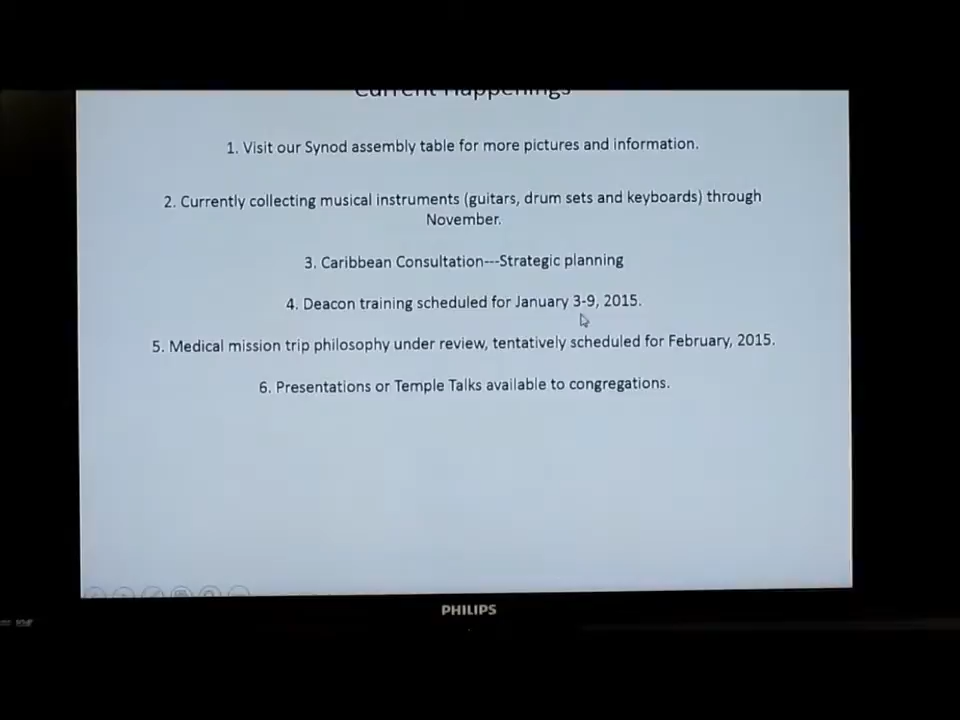 Current Happenings
1. Visit our Synod assembly table for more pictures and information.
2. Currently collecting musical instruments (guitars, drum sets and keyboards) through
November.
3. Caribbean Consultation---Strategic planning
4. Deacon training scheduled for January 3-9, 2015.
5. Medical mission trip philosophy under review, tentatively scheduled for February, 2015.
6. Presentations or Temple Talks available to congregations.
PHILIPS